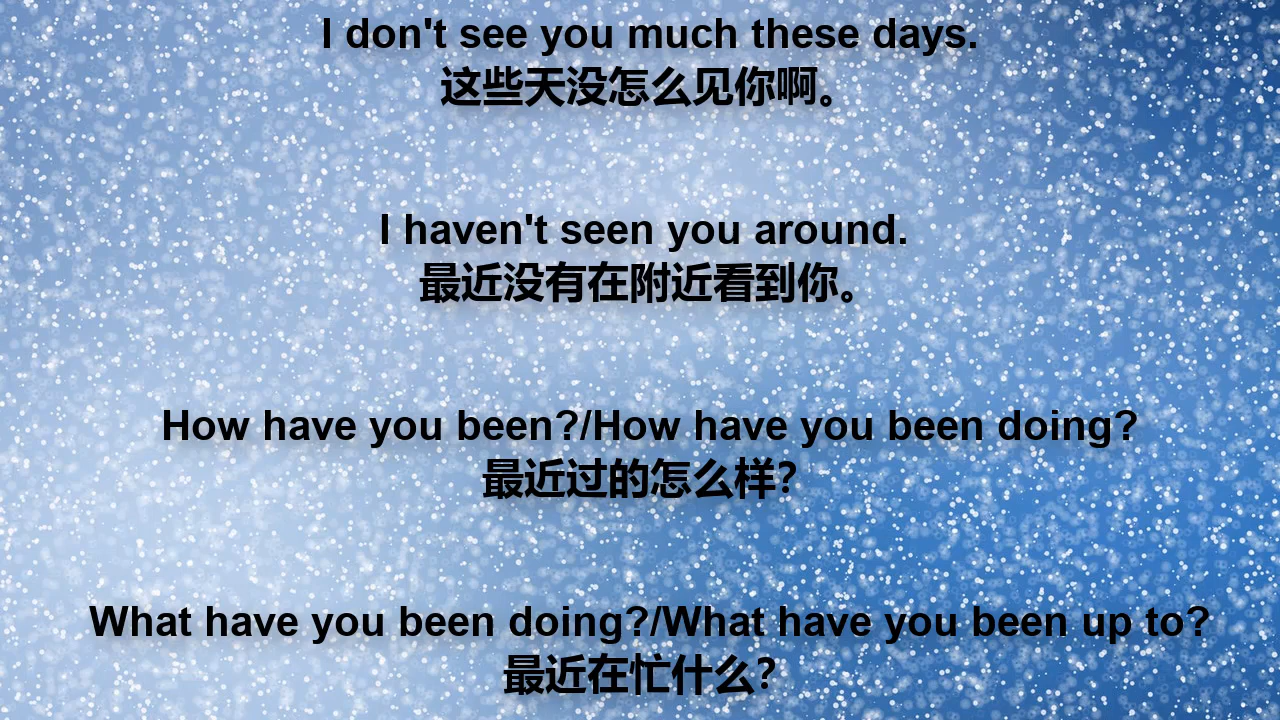 I don't see you much these days.
这些天没怎么见你啊。
I haven't seen you around.
最近没有在附近看到你。
How have you been?/How have you been doing?
最近过的怎么样?
What have you been doing?/What have you been up to?
最近在忙什么?